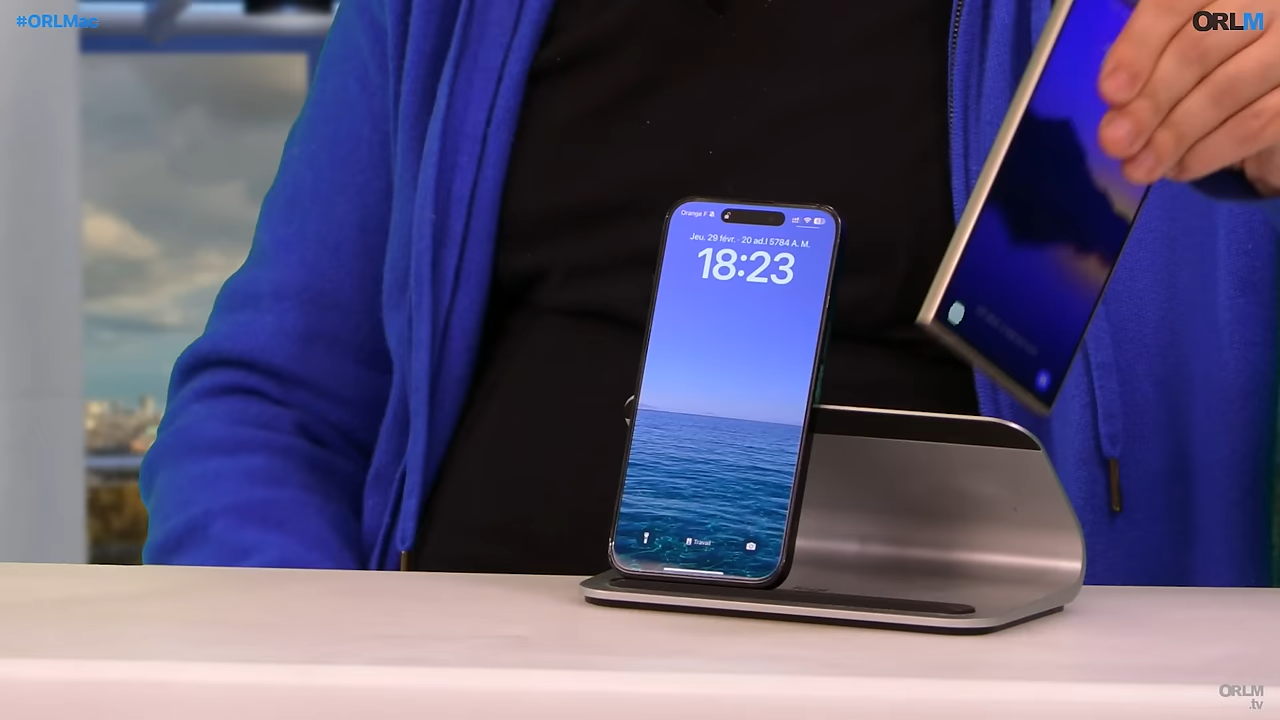 #ORLMac
ORLM
Orange F
Jeu. 29 févr. · 20 ad.I 5784 A. M.
18:23
Travail
ORLM
.tv